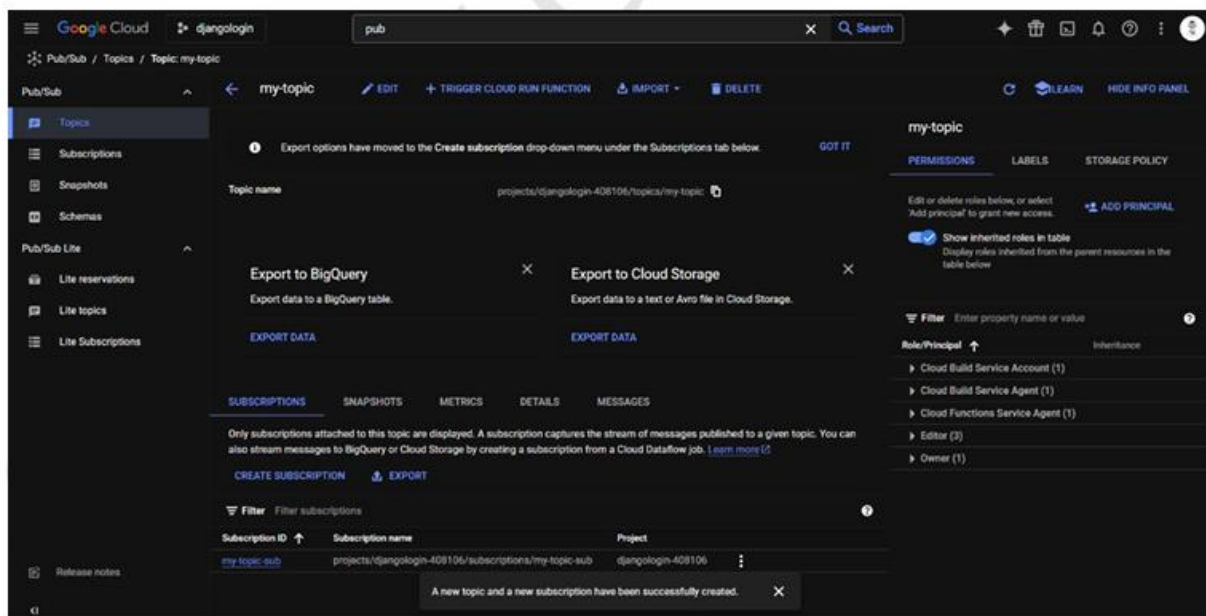 Google Cloud
djangologin
pub
Search
Pub/Sub / Topics / Topic: my-topic
Pub/Sub
Topics
Subscriptions
Snapshots
Schemas
Pub/Sub Lite
Lite reservations
Lite topics
Lite Subscriptions
Release notes
my-topic
EDIT
+ TRIGGER CLOUD RUN FUNCTION
IMPORT
DELETE
LEARN
HIDE INFO PANEL
Export options have moved to the Create subscription drop-down menu under the Subscriptions tab below.
GOT IT
Topic name
projects/djangologin-408106/topics/my-topic
Export to BigQuery
Export data to a BigQuery table.
EXPORT DATA
Export to Cloud Storage
Export data to a text or Avro file in Cloud Storage.
EXPORT DATA
SUBSCRIPTIONS
SNAPSHOTS
METRICS
DETAILS
MESSAGES
Only subscriptions attached to this topic are displayed. A subscription captures the stream of messages published to a given topic. You can
also stream messages to BigQuery or Cloud Storage by creating a subscription from a Cloud Dataflow job. Learn more
CREATE SUBSCRIPTION
EXPORT
Filter Filter subscriptions
Subscription ID
Subscription name
Project
my-topic-sub
projects/djangologin-408106/subscriptions/my-topic-sub
djangologin-408106
A new topic and a new subscription have been successfully created.
my-topic
PERMISSIONS
LABELS
STORAGE POLICY
Edit or delete roles below, or select
'Add principal' to grant new access.
ADD PRINCIPAL
Show inherited roles in table
Display roles inherited from the parent resources in the
table below
Filter Enter property name or value
Role/Principal
Inheritance
Cloud Build Service Account (1)
Cloud Build Service Agent (1)
Cloud Functions Service Agent (1)
Editor (3)
Owner (1)